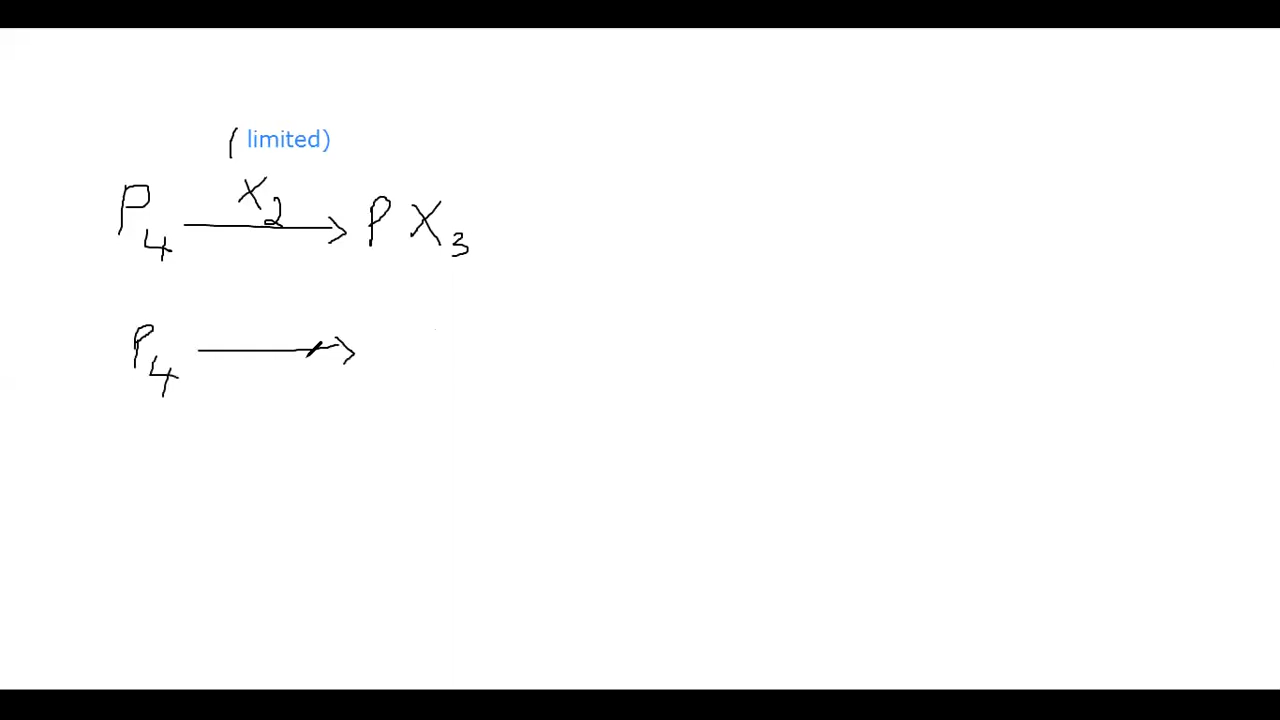 (limited)
X2
P4 → PX3
P4 →